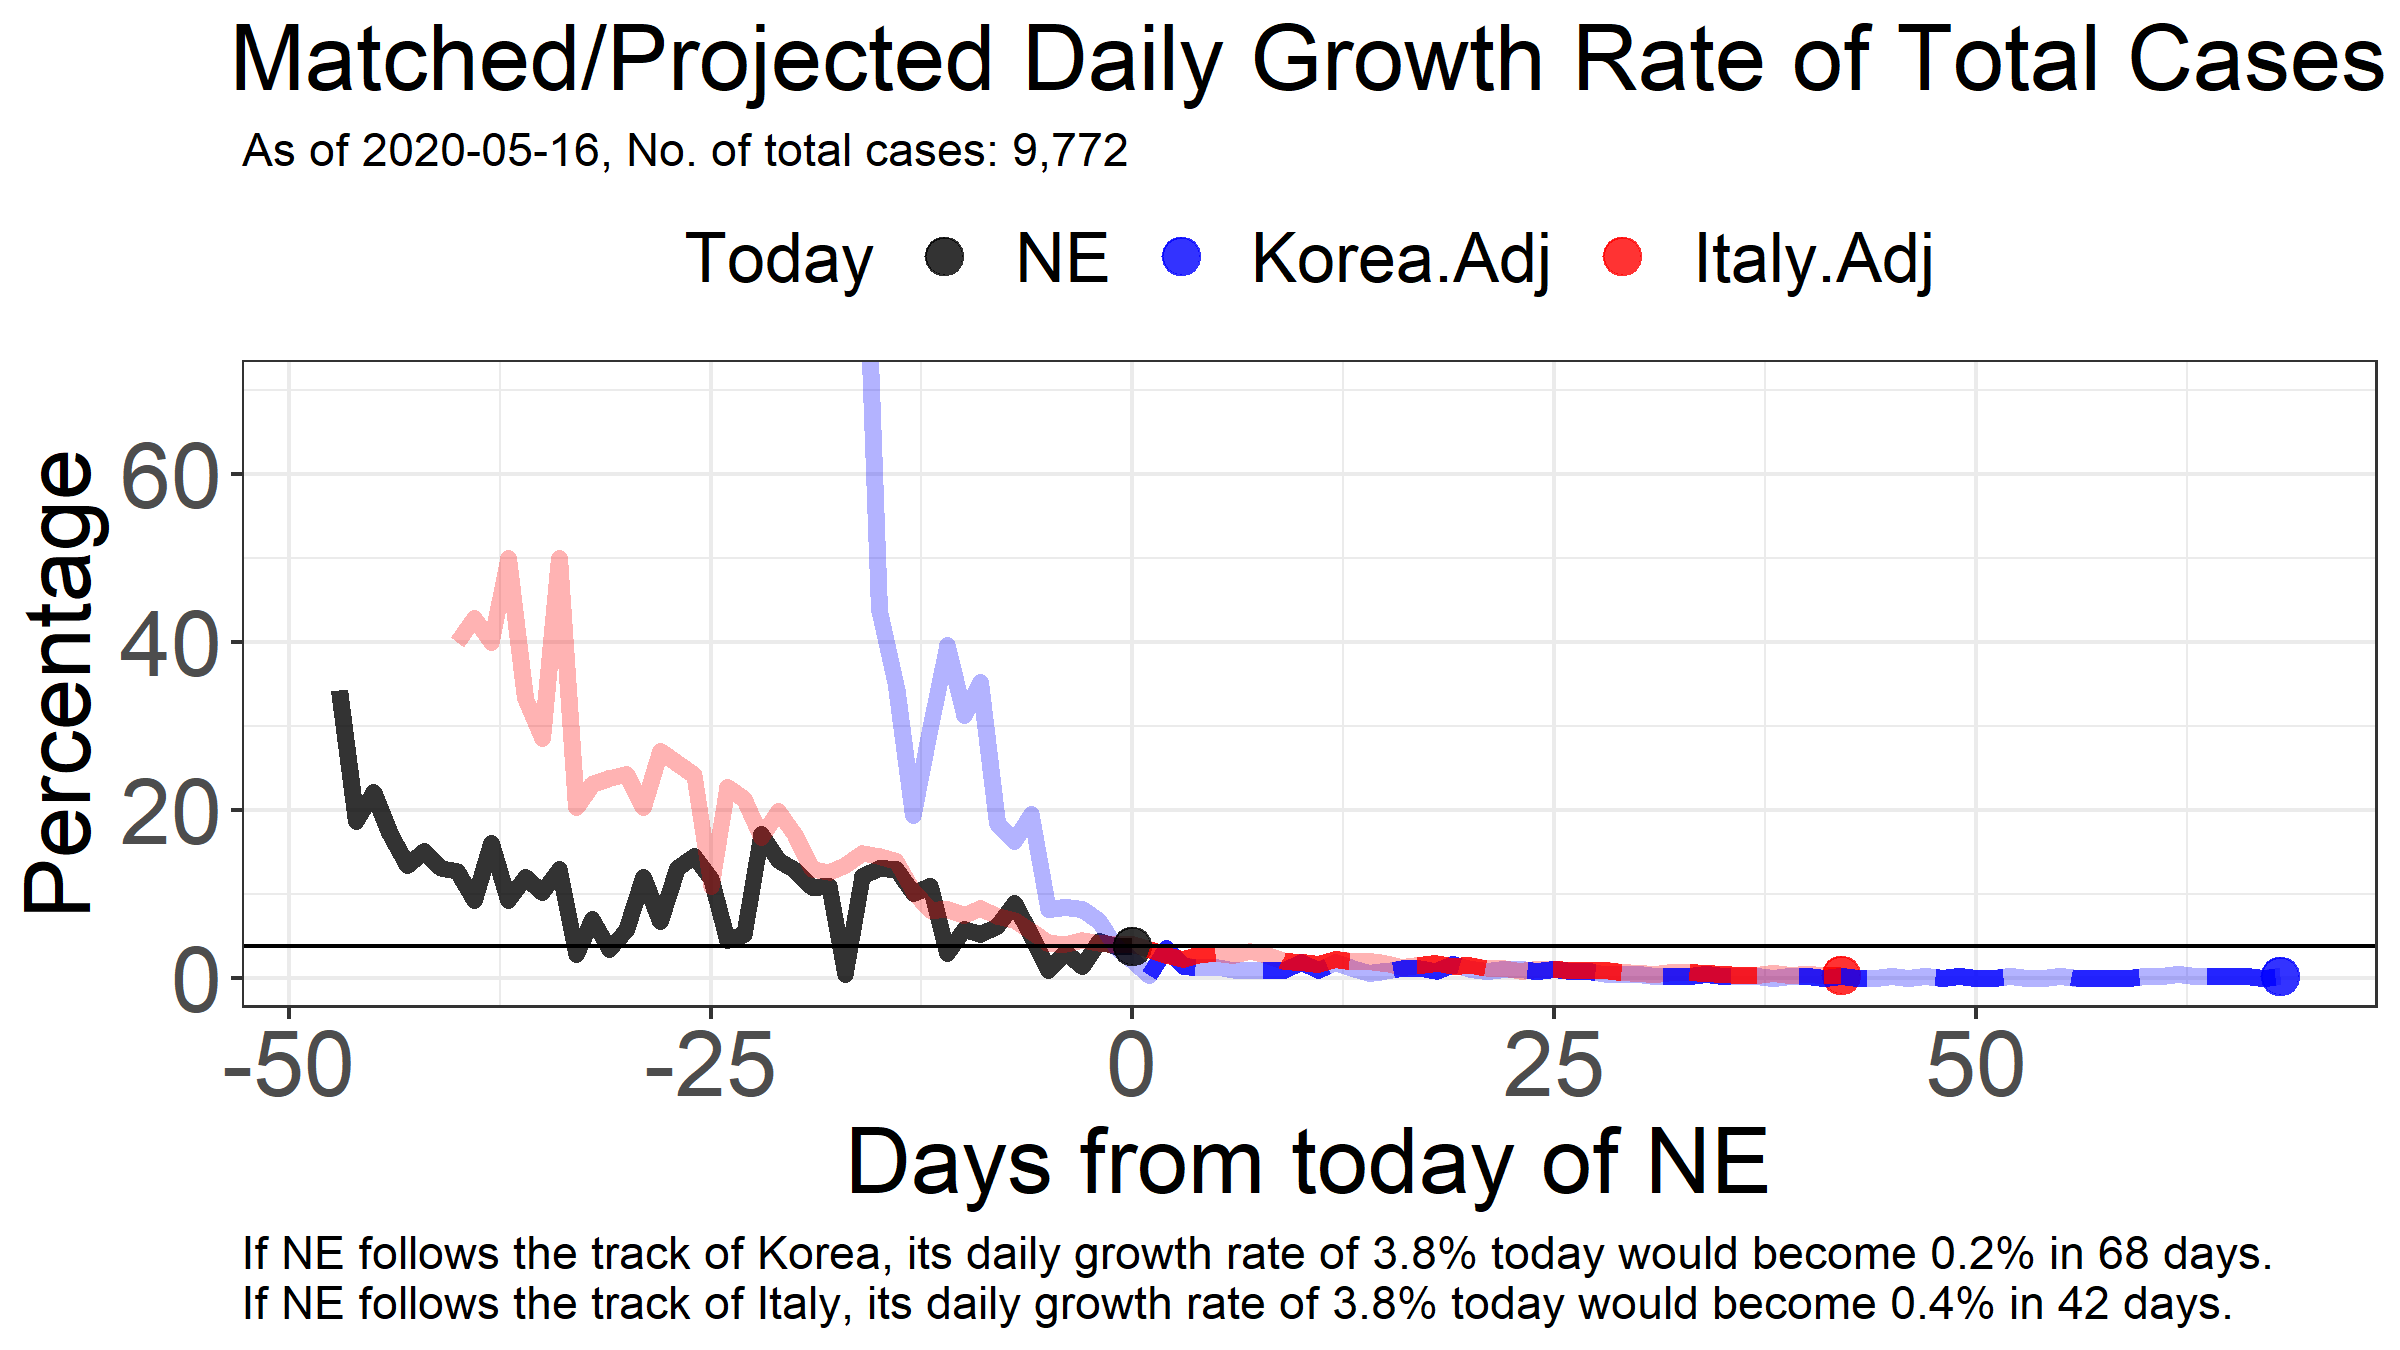 Matched/Projected Daily Growth Rate of Total Cases
As of 2020-05-16, No. of total cases: 9,772
Today NE Korea.Adj Italy.Adj
Percentage
60
40
20
0
-50 -25 0 25 50
Days from today of NE
If NE follows the track of Korea, its daily growth rate of 3.8% today would become 0.2% in 68 days.
If NE follows the track of Italy, its daily growth rate of 3.8% today would become 0.4% in 42 days.